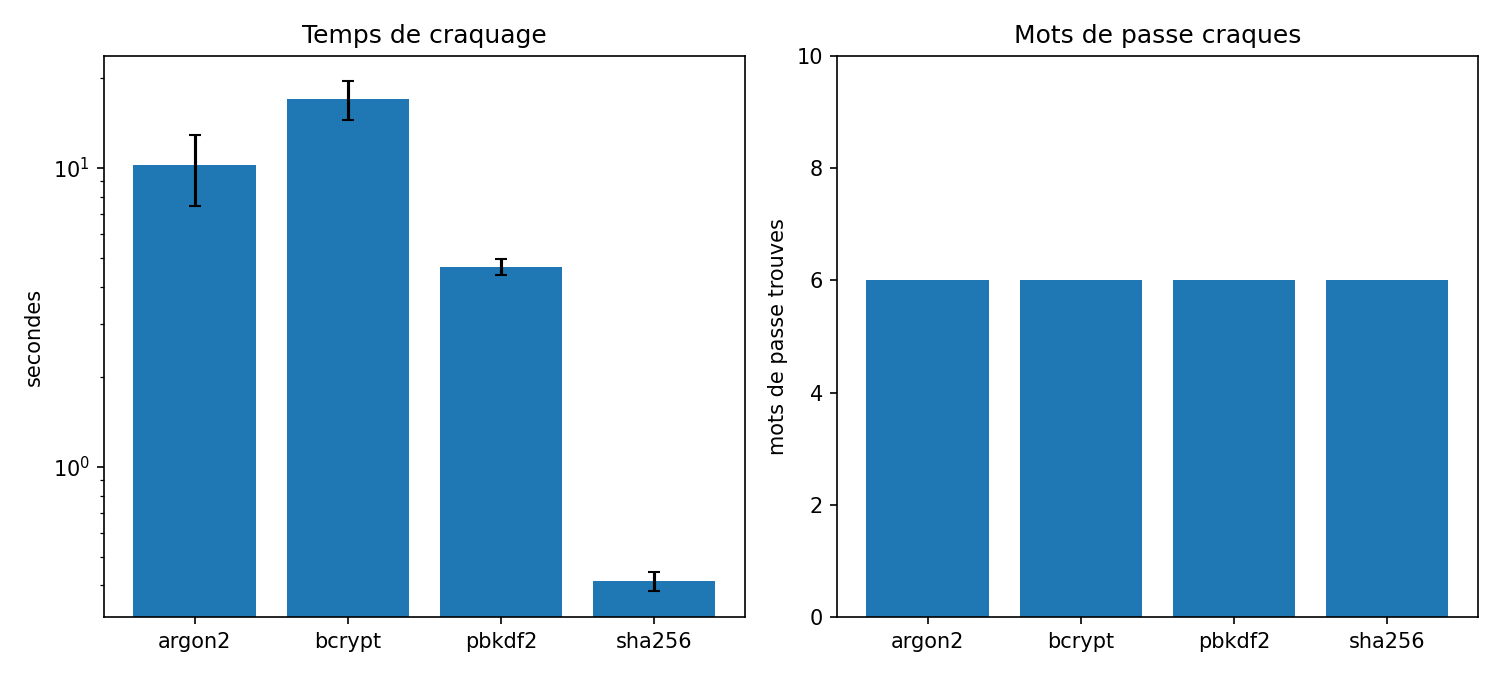 Temps de craquage
secondes
10¹
10⁰
argon2
bcrypt
pbkdf2
sha256
Mots de passe craques
mots de passe trouves
10
8
6
4
2
0
argon2
bcrypt
pbkdf2
sha256